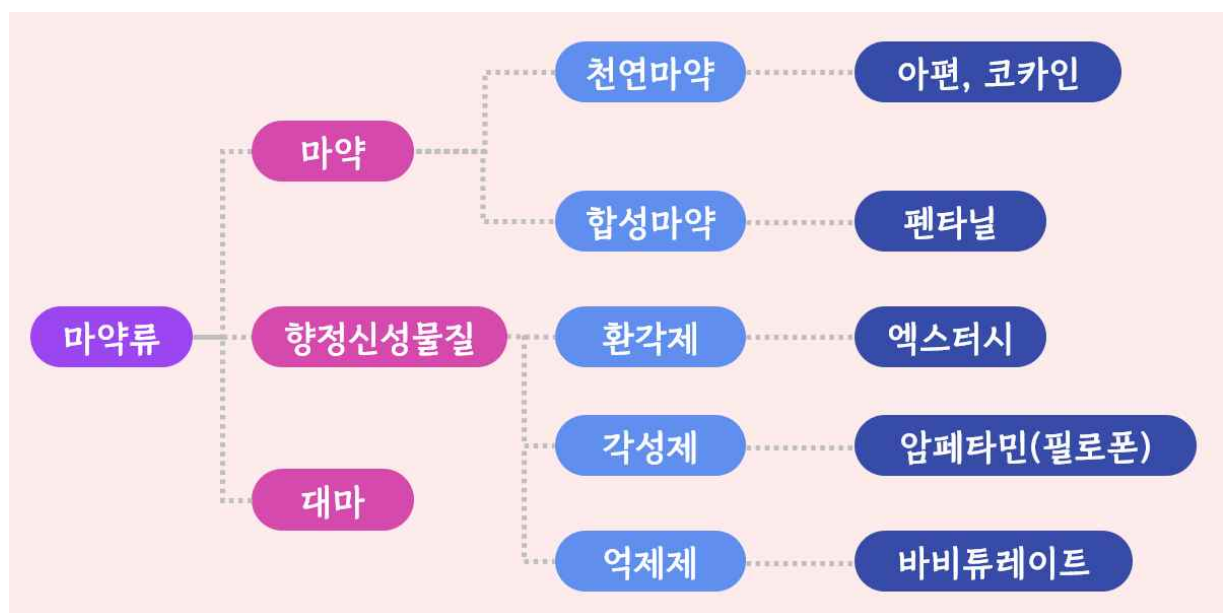 천연마약
아편, 코카인
마약
합성마약
펜타닐
마약류
향정신성물질
환각제
엑스터시
각성제
암페타민(필로폰)
대마
억제제
바비튜레이트